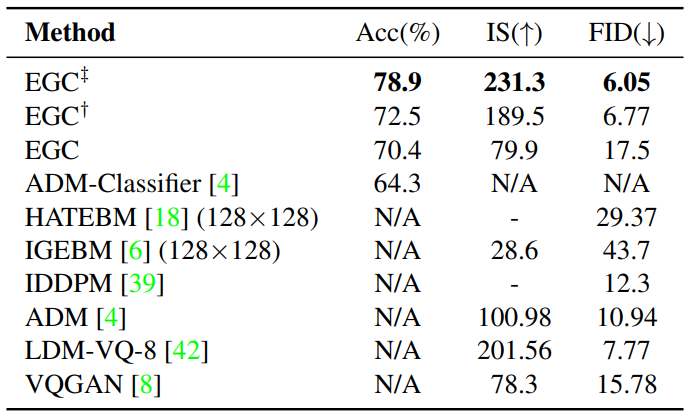 Method Acc(%) IS(↑) FID(↓)
EGC‡ 78.9 231.3 6.05
EGC† 72.5 189.5 6.77
EGC 70.4 79.9 17.5
ADM-Classifier [4] 64.3 N/A N/A
HATEBM [18] (128×128) N/A - 29.37
IGEBM [6] (128×128) N/A 28.6 43.7
IDDPM [39] N/A - 12.3
ADM [4] N/A 100.98 10.94
LDM-VQ-8 [42] N/A 201.56 7.77
VQGAN [8] N/A 78.3 15.78